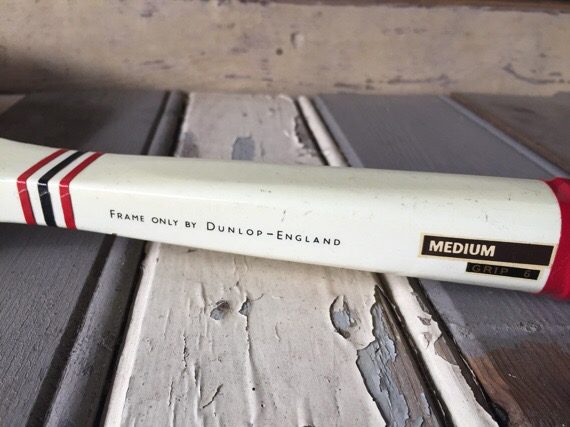 FRAME ONLY BY DUNLOP-ENGLAND
MEDIUM
GRIP 6